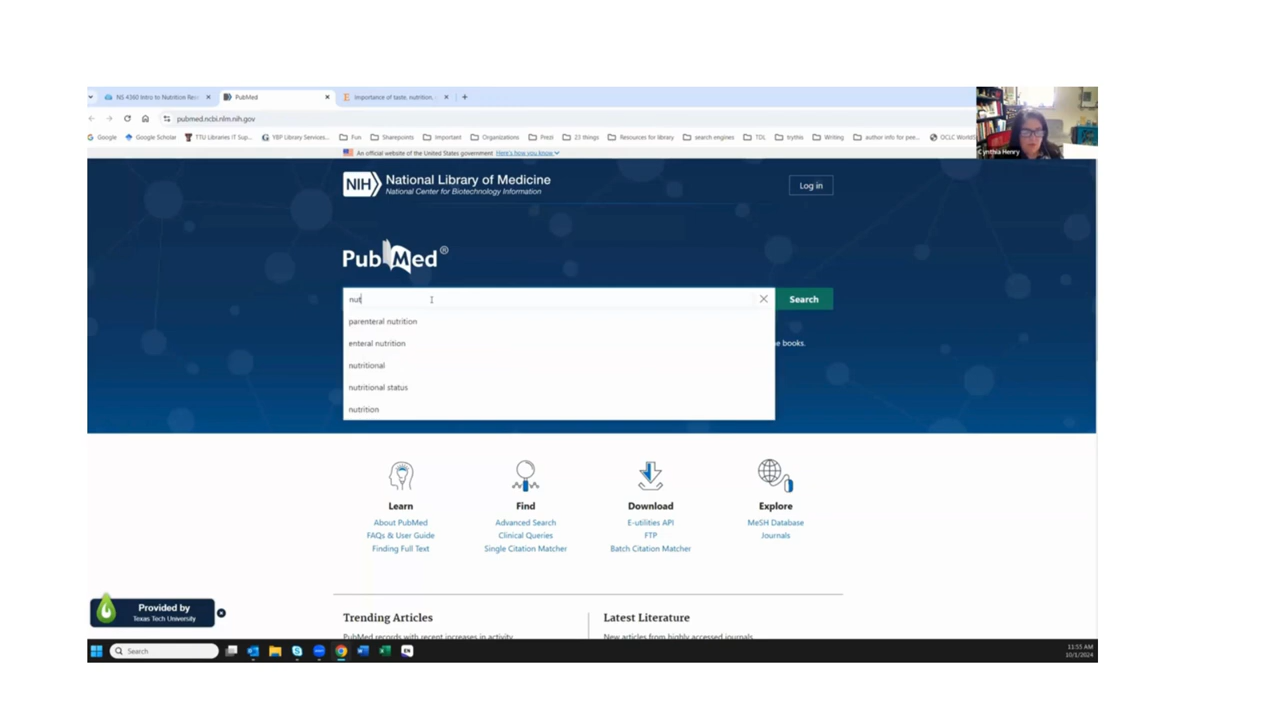 NS 4360 Intro to Nutrition Res
PubMed
Importance of taste, nutrition,
pubmed.ncbi.nlm.nih.gov
Google
Google Scholar
TTU Libraries IT Sup...
YBP Library Services...
Fun
Sharepoints
Important
Organizations
Prezi
23 things
Resources for library
search engines
TDL
trythis
Writing
author info for pee...
OCLC WorldS
Cynthia Henry
An official website of the United States government Here's how you know
NIH National Library of Medicine
National Center for Biotechnology Information
Log in
PubMed®
nut
Search
parenteral nutrition
enteral nutrition
e books.
nutritional
nutritional status
nutrition
Learn
Find
Download
Explore
About PubMed
Advanced Search
E-utilities API
MeSH Database
FAQs & User Guide
Clinical Queries
FTP
Journals
Finding Full Text
Single Citation Matcher
Batch Citation Matcher
Provided by
Texas Tech University
Trending Articles
Latest Literature
PubMed records with recent increases in activity
New articles from highly accessed journals
Search
11:55 AM
10/1/2024